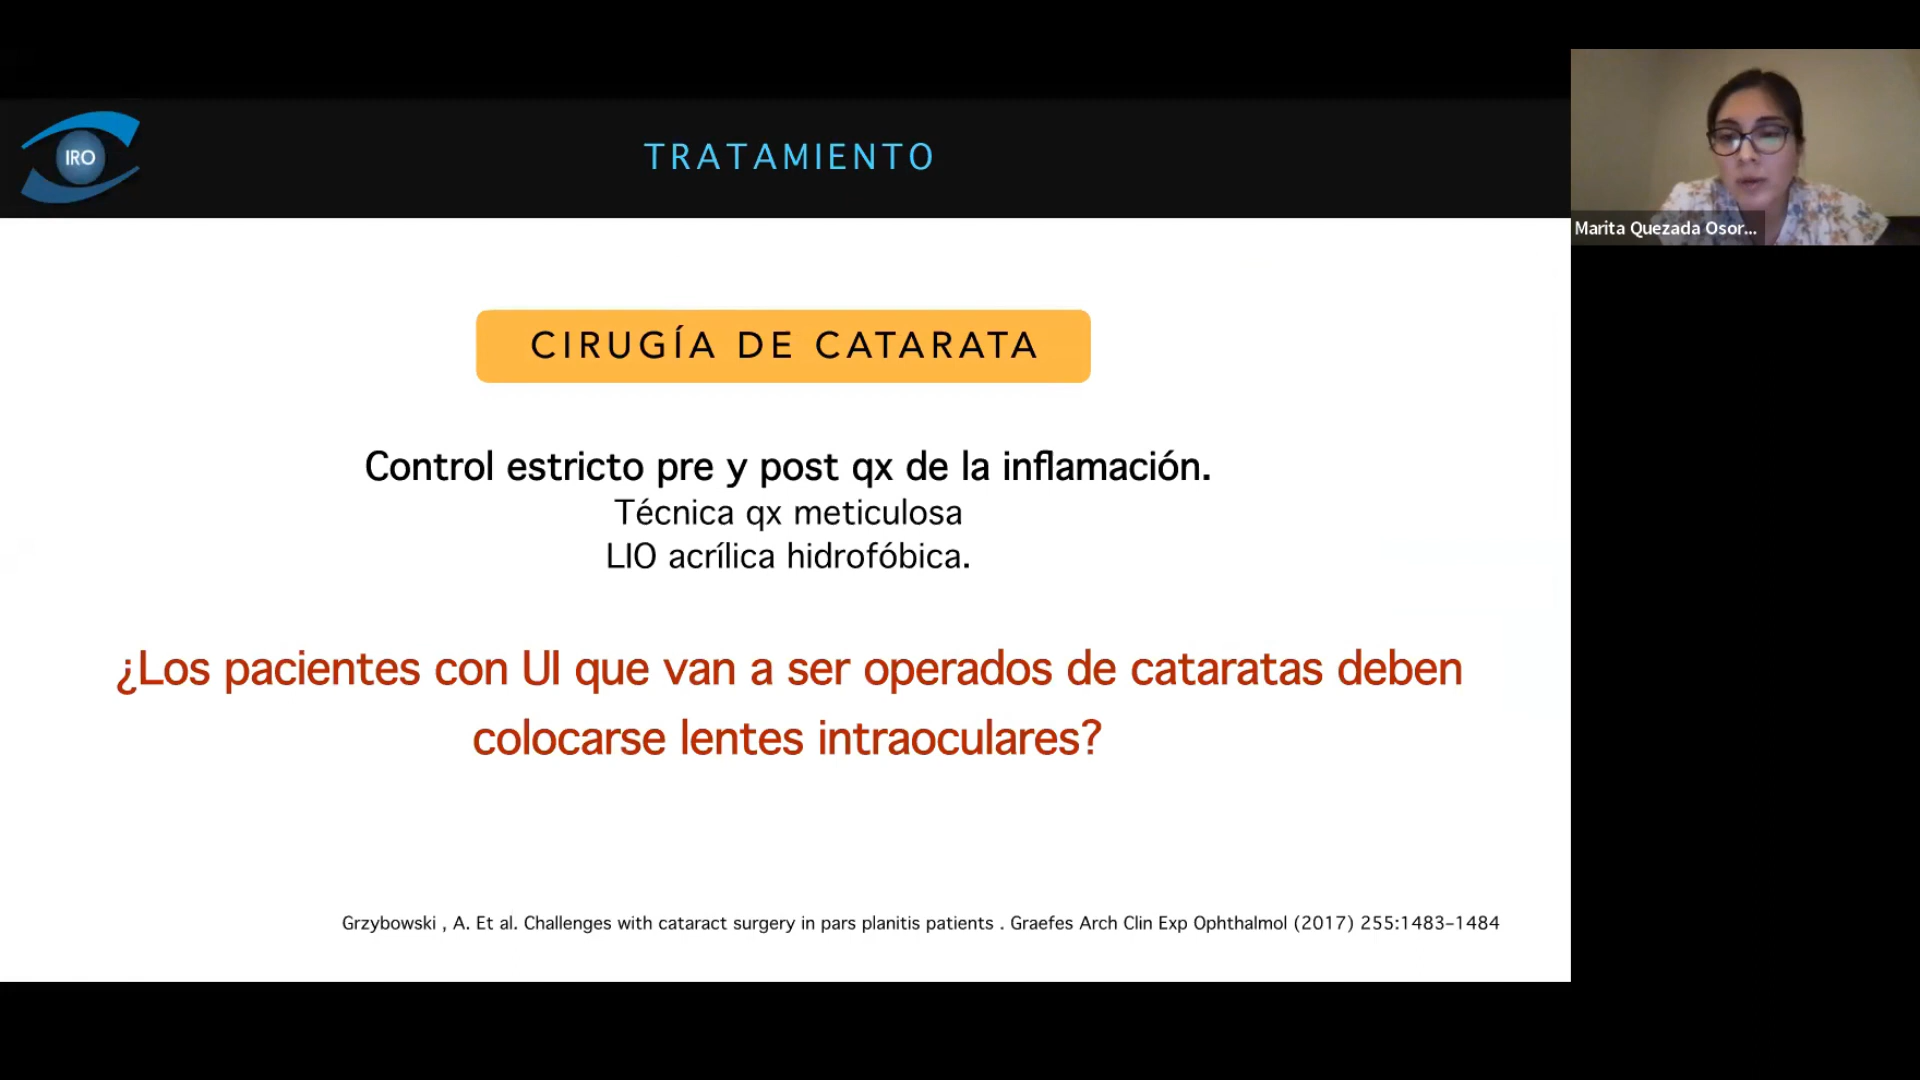 IRO
TRATAMIENTO
Marita Quezada Osor...
CIRUGÍA DE CATARATA
Control estricto pre y post qx de la inflamación.
Técnica qx meticulosa
LIO acrílica hidrofóbica.
¿Los pacientes con UI que van a ser operados de cataratas deben
colocarse lentes intraoculares?
Grzybowski , A. Et al. Challenges with cataract surgery in pars planitis patients . Graefes Arch Clin Exp Ophthalmol (2017) 255:1483–1484